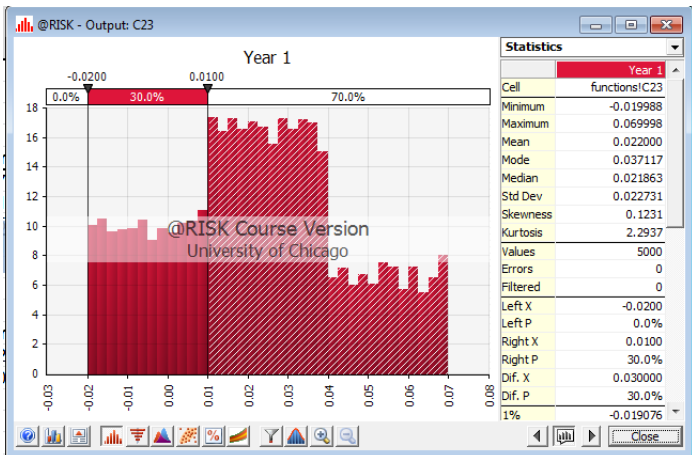 @RISK - Output: C23
Year 1
-0.0200 0.0100
0.0% 30.0% 70.0%
18
16
14
12
10
8
6
4
2
0
-0.03 -0.02 -0.01 0.00 0.01 0.02 0.03 0.04 0.05 0.06 0.07 0.08
@RISK Course Version
University of Chicago
Statistics
Year 1
Cell functions!C23
Minimum -0.019988
Maximum 0.069998
Mean 0.022000
Mode 0.037117
Median 0.021863
Std Dev 0.022731
Skewness 0.1231
Kurtosis 2.2937
Values 5000
Errors 0
Filtered 0
Left X -0.0200
Left P 0.0%
Right X 0.0100
Right P 30.0%
Dif. X 0.030000
Dif. P 30.0%
1% -0.019076
Close